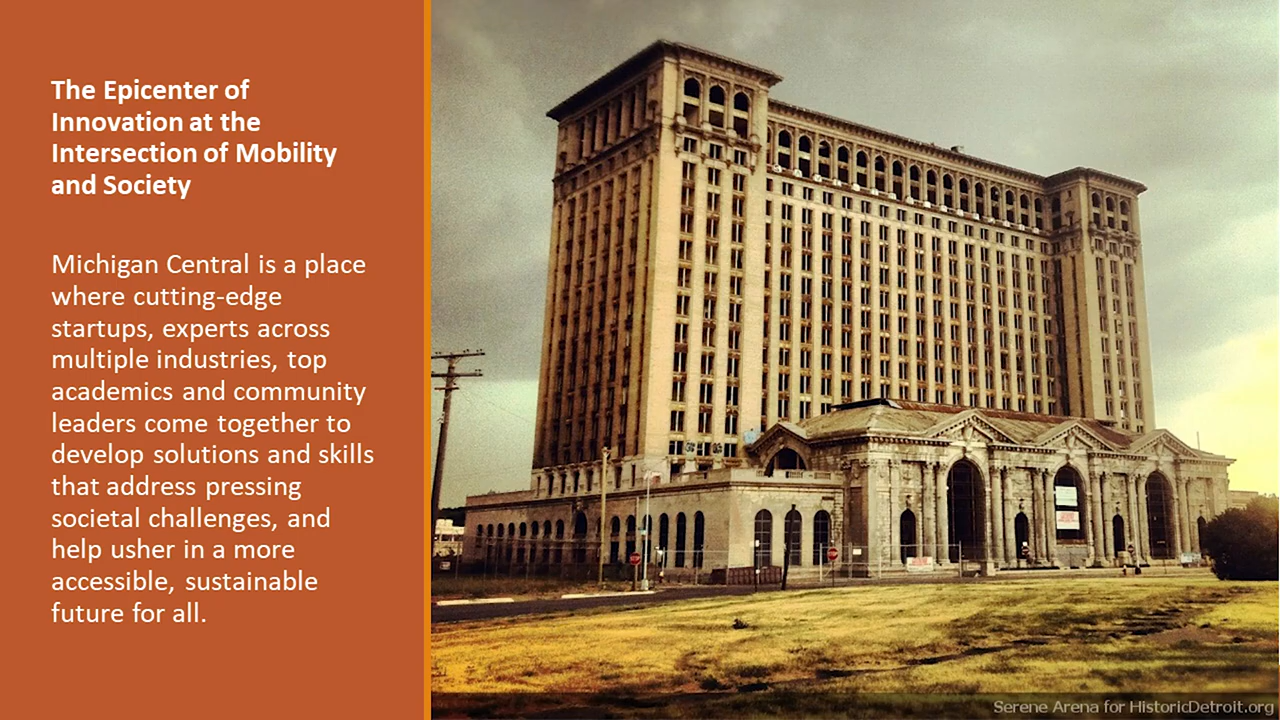 The Epicenter of
Innovation at the
Intersection of Mobility
and Society
Michigan Central is a place
where cutting-edge
startups, experts across
multiple industries, top
academics and community
leaders come together to
develop solutions and skills
that address pressing
societal challenges, and
help usher in a more
accessible, sustainable
future for all.
Serene Arena for HistoricDetroit.org